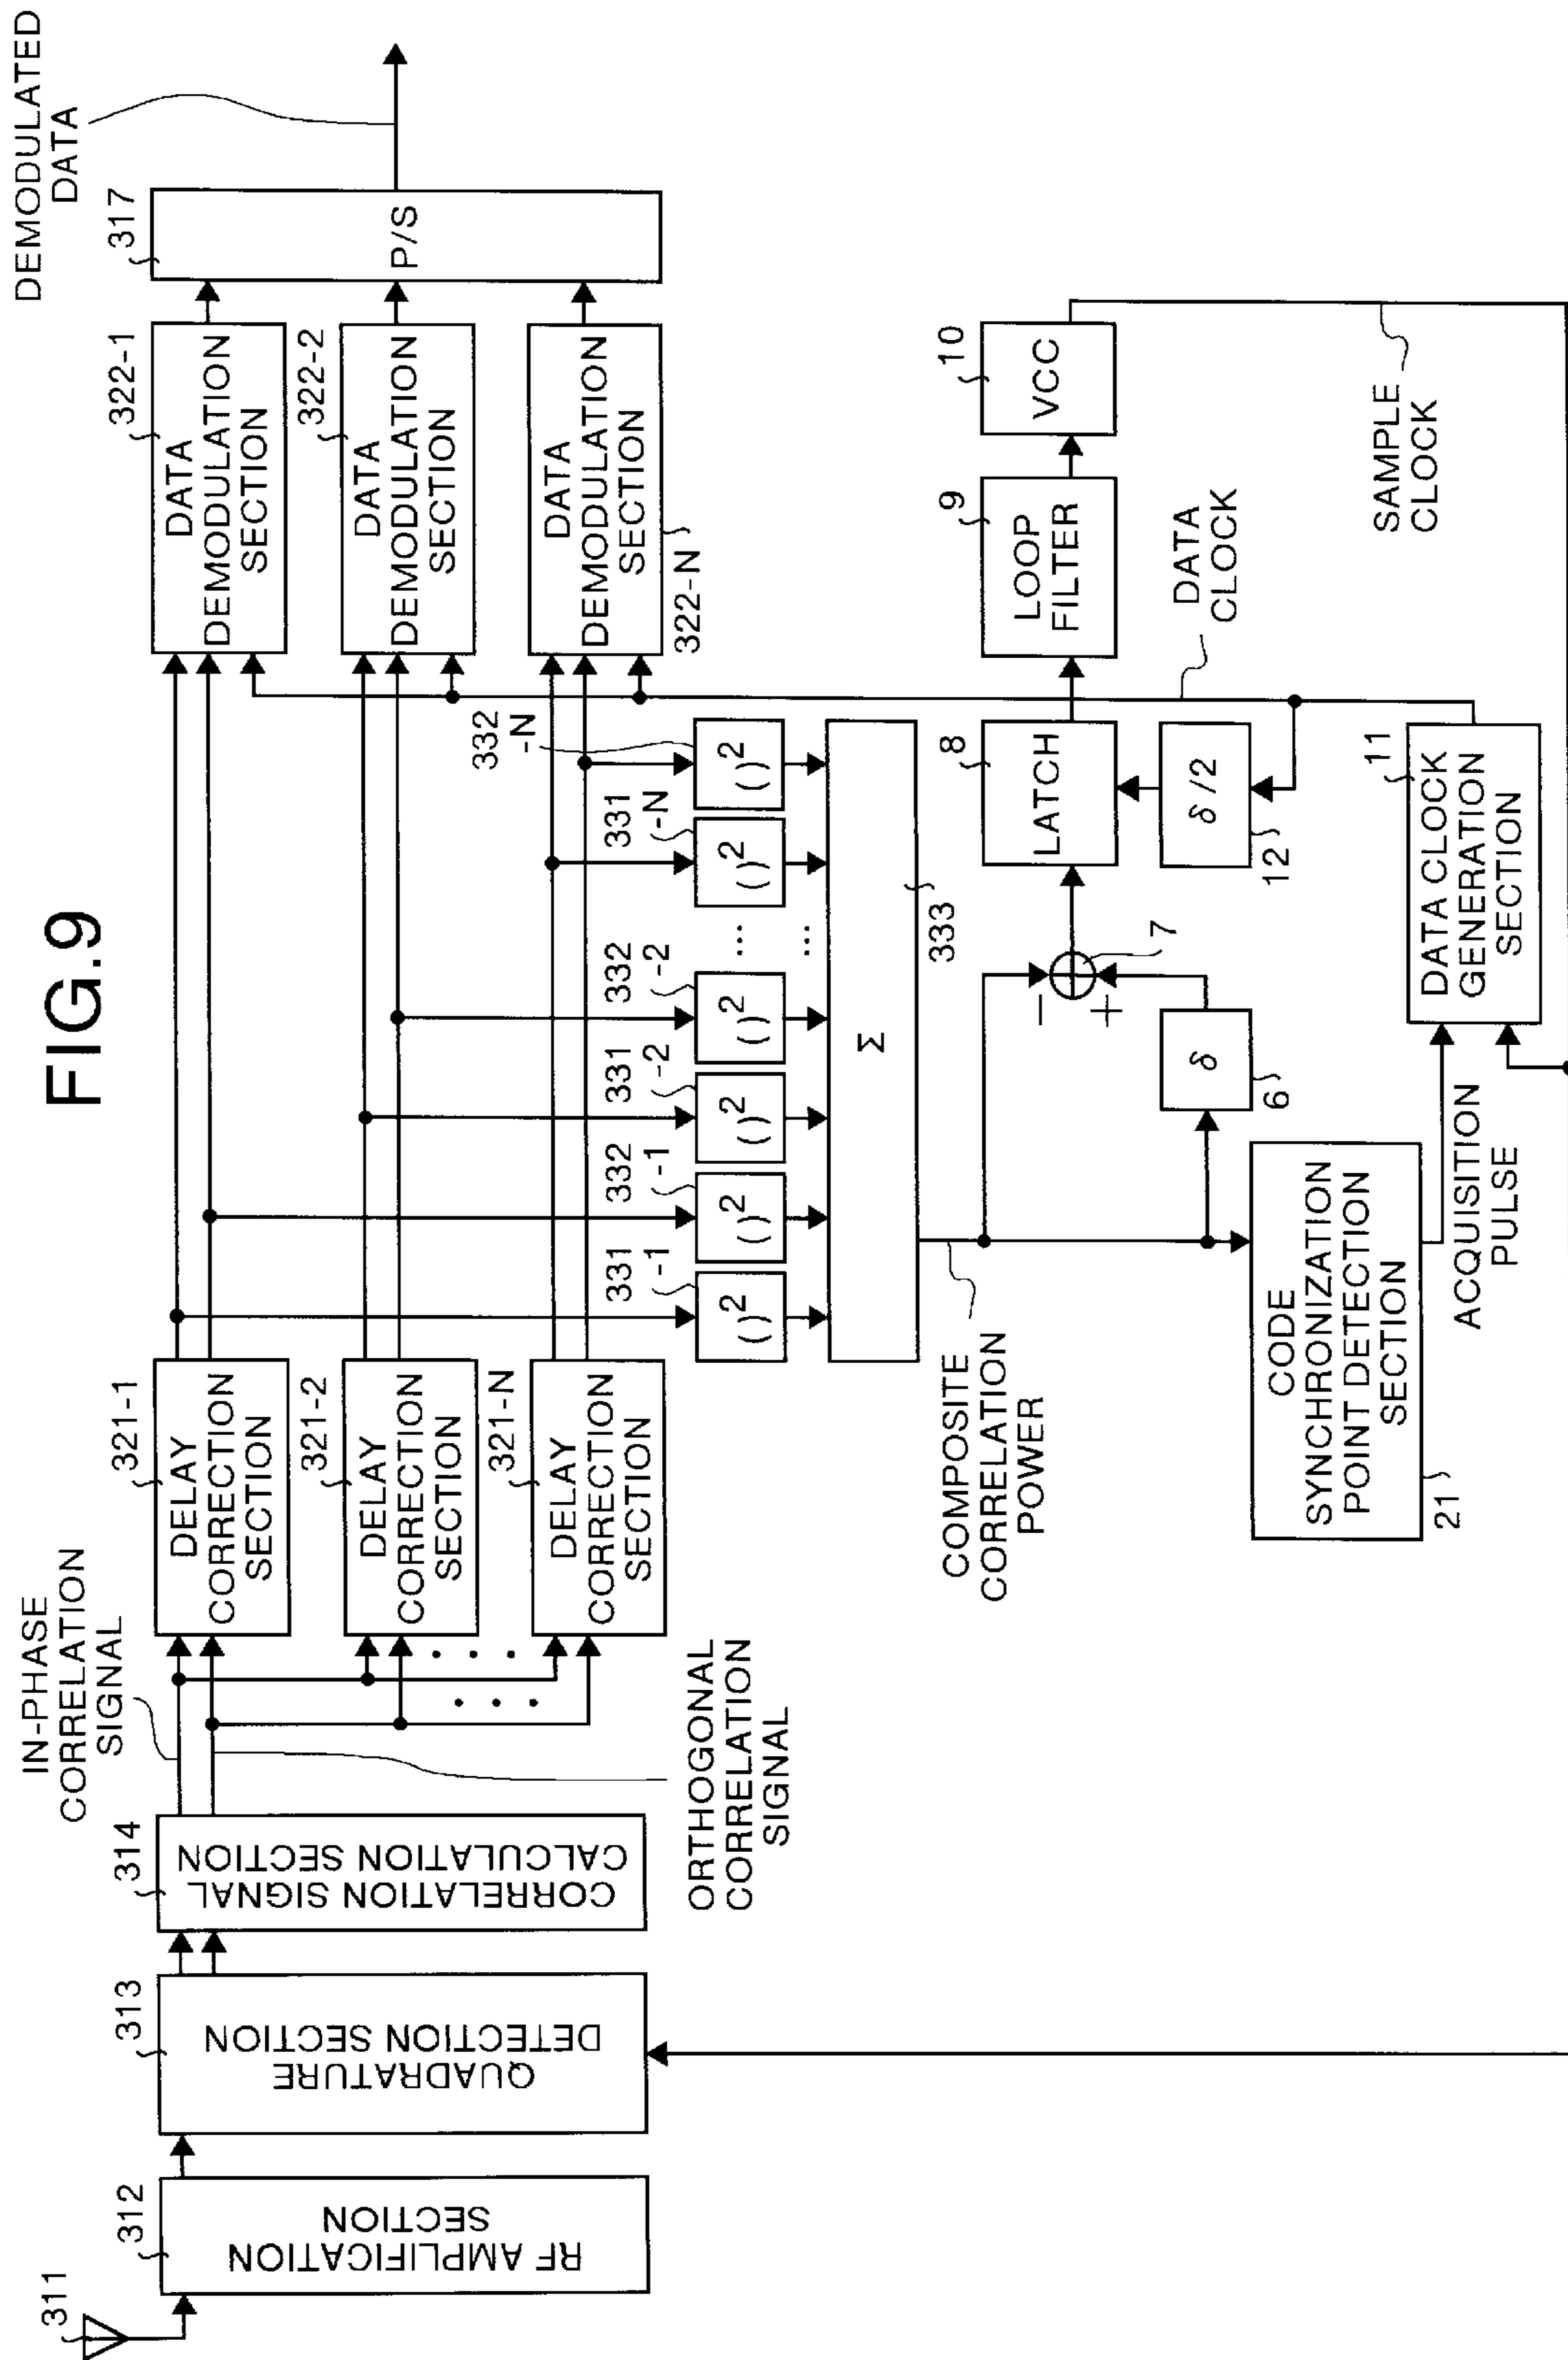 FIG.9
311
312
RF AMPLIFICATION
SECTION
313
QUADRATURE
DETECTION SECTION
314
CORRELATION SIGNAL
CALCULATION SECTION
IN-PHASE
CORRELATION
SIGNAL
ORTHOGONAL
CORRELATION
SIGNAL
321-1
DELAY
CORRECTION
SECTION
321-2
DELAY
CORRECTION
SECTION
321-N
DELAY
CORRECTION
SECTION
322-1
DATA
DEMODULATION
SECTION
322-2
DATA
DEMODULATION
SECTION
DATA
DEMODULATION
SECTION
322-N
317
P/S
DEMODULATED
DATA
331
-1
( )²
332
-1
( )²
331
-2
( )²
332
-2
( )²
...
...
331
-N
( )²
332
-N
( )²
Σ
333
COMPOSITE
CORRELATION
POWER
CODE
SYNCHRONIZATION
POINT DETECTION
SECTION
21
ACQUISITION
PULSE
δ
6
−
+
7
8
LATCH
δ/2
12
9
LOOP
FILTER
10
VCC
11
DATA CLOCK
GENERATION
SECTION
DATA
CLOCK
SAMPLE
CLOCK